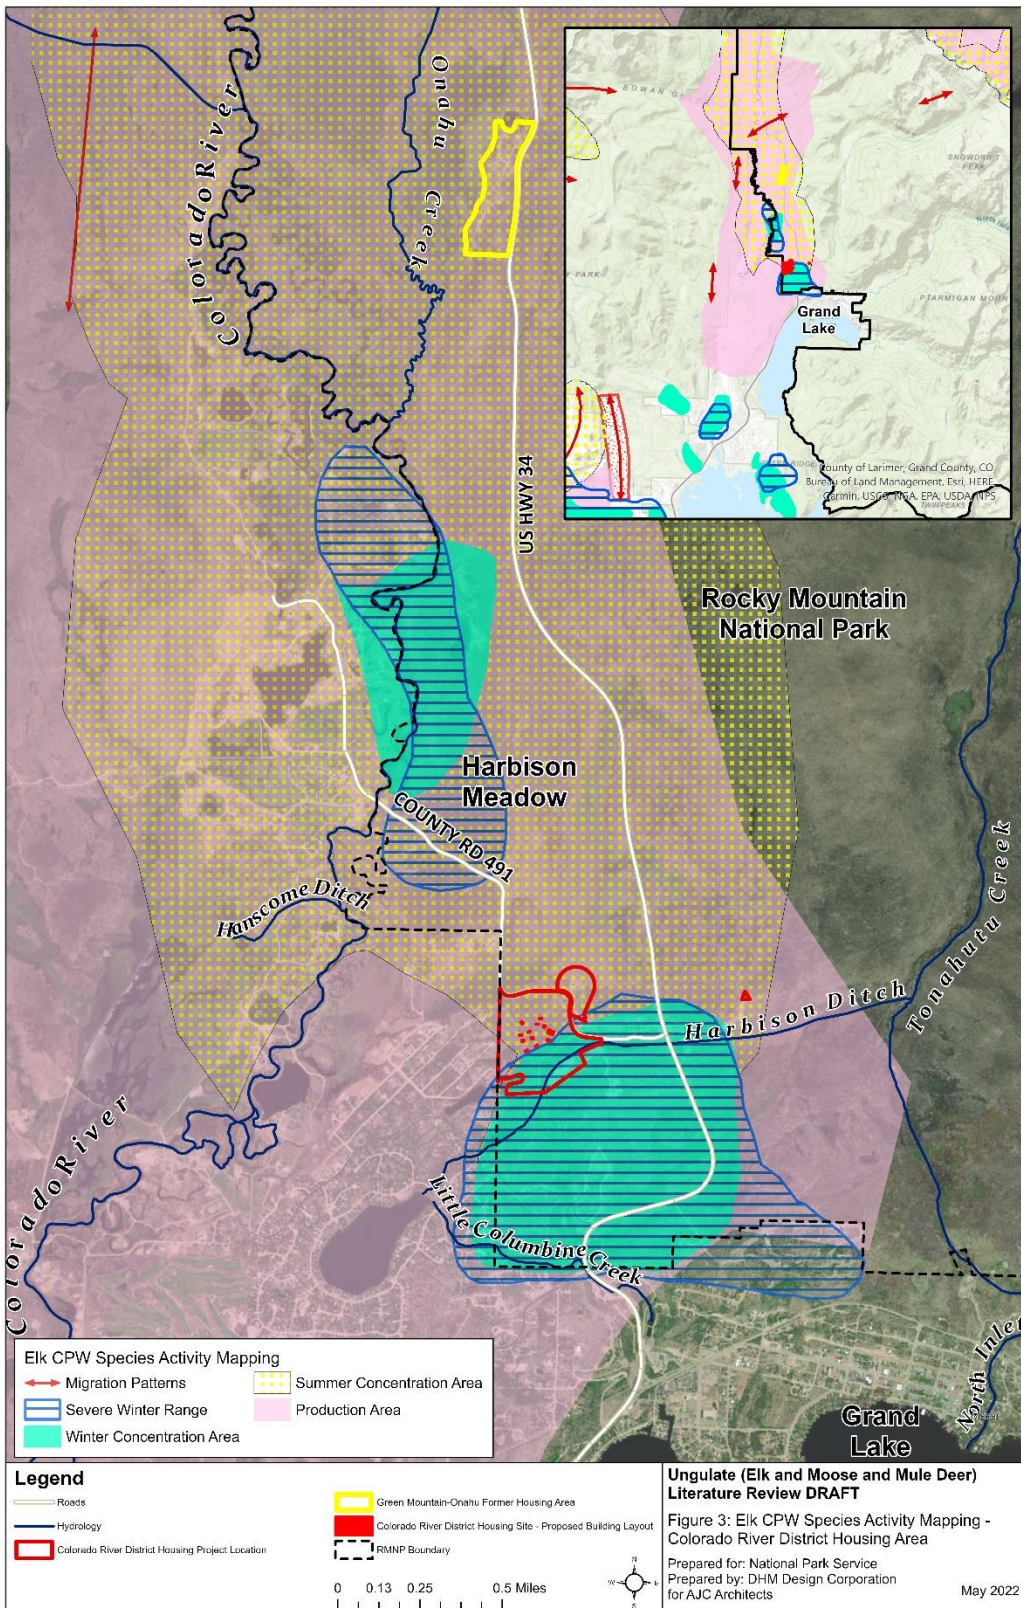 Onahu Creek
Colorado River
US HWY 34
Rocky Mountain
National Park
Harbison
Meadow
COUNTY RD 491
Hanscome Ditch
Harbison Ditch
Tonahutu Creek
Colorado River
Little Columbine Creek
Grand
Lake
North Inlet
SNOWDRIFT
PEAK
Grand
Lake
County of Larimer, Grand County, CO,
Bureau of Land Management, Esri, HERE,
Garmin, USGS, NGA, EPA, USDA, NPS
TWIN PEAKS
Elk CPW Species Activity Mapping
Migration Patterns
Summer Concentration Area
Severe Winter Range
Production Area
Winter Concentration Area
Legend
Roads
Hydrology
Colorado River District Housing Project Location
Green Mountain-Onahu Former Housing Area
Colorado River District Housing Site - Proposed Building Layout
RMNP Boundary
0 0.13 0.25 0.5 Miles
N
W
E
S
Ungulate (Elk and Moose and Mule Deer)
Literature Review DRAFT
Figure 3: Elk CPW Species Activity Mapping -
Colorado River District Housing Area
Prepared for: National Park Service
Prepared by: DHM Design Corporation
for AJC Architects
May 2022